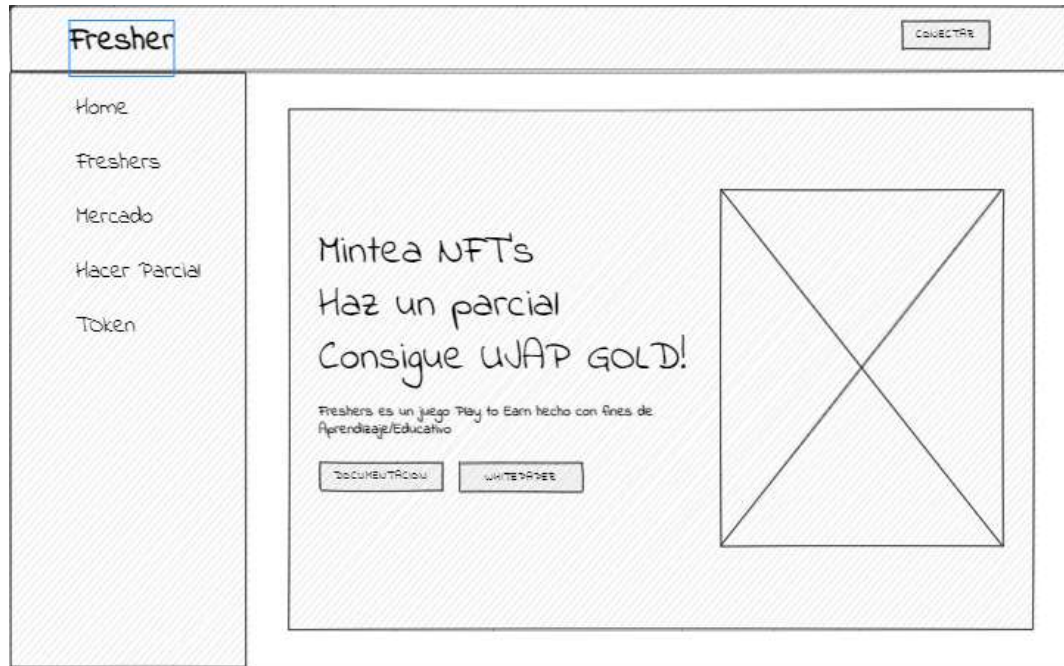 Fresher
CONECTAR
Home
Freshers
Mercado
Hacer Parcial
Token
Mintea NFT's
Haz un parcial
Consigue UJAP GOLD!
Freshers es un juego Play to Earn hecho con fines de
Aprendizaje/Educativo
DOCUMENTACION
WHITEPAPER